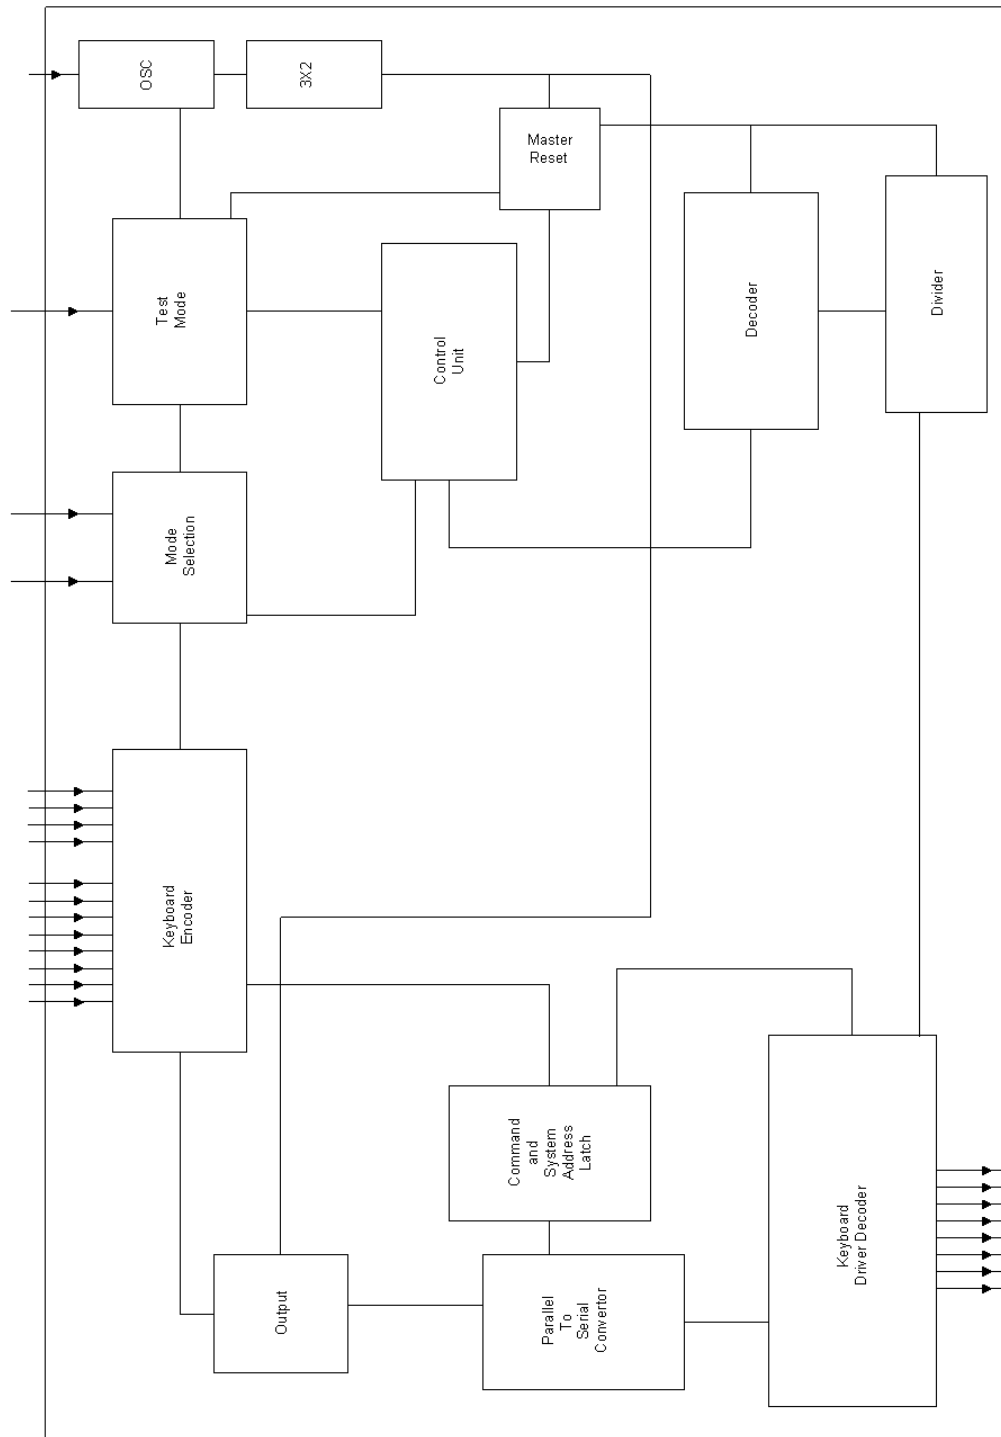 OSC
3X2
Master
Reset
Test
Mode
Control
Unit
Decoder
Divider
Mode
Selection
Keyboard
Encoder
Command
and
System
Address
Latch
Output
Parallel
To
Serial
Convertor
Keyboard
Driver Decoder